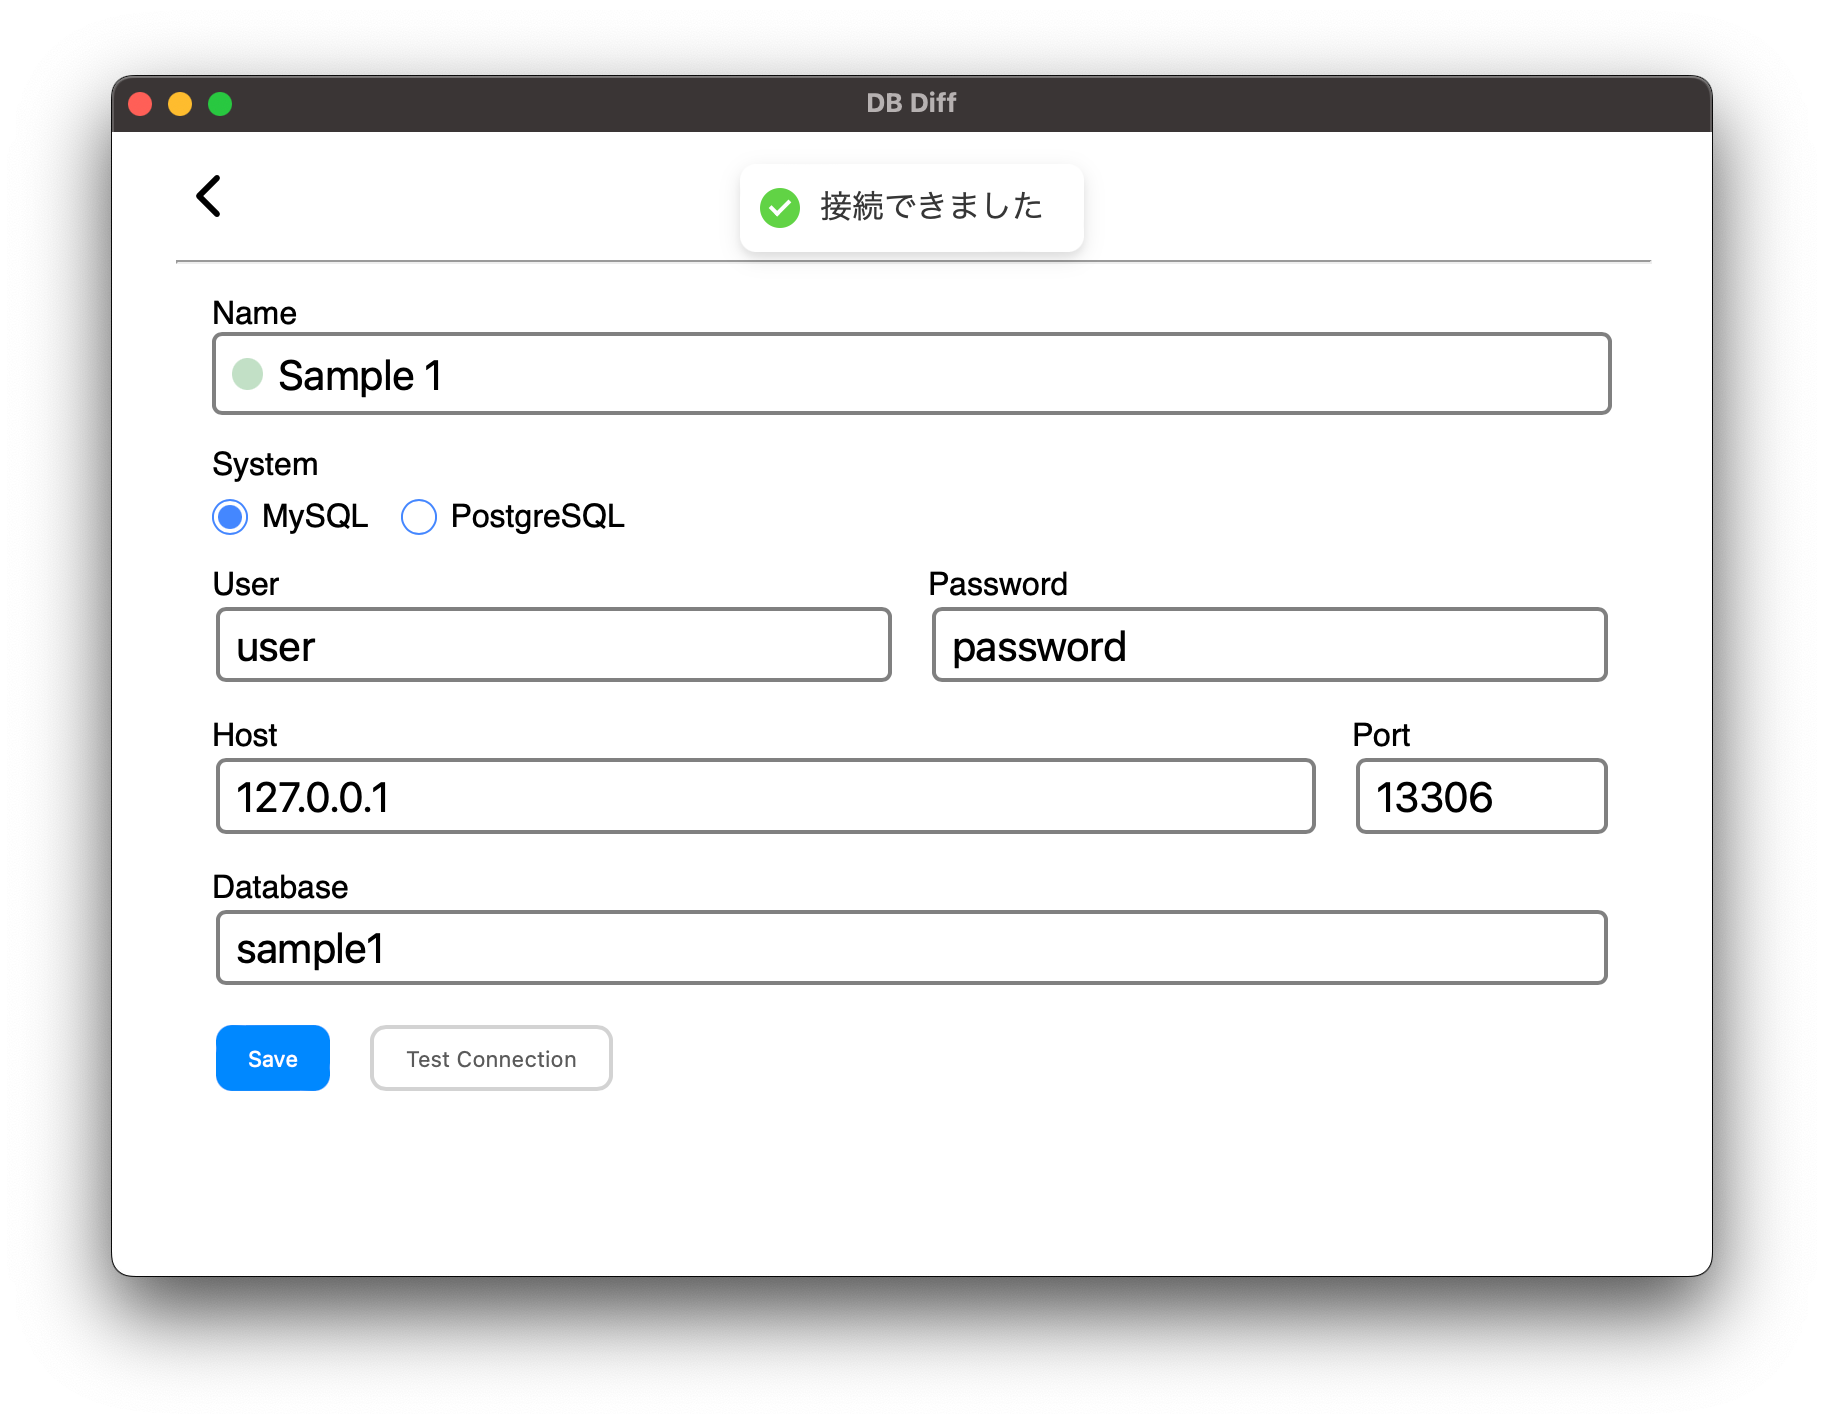 DB Diff
接続できました
Name
Sample 1
System
MySQL PostgreSQL
User Password
user password
Host Port
127.0.0.1 13306
Database
sample1
Save Test Connection